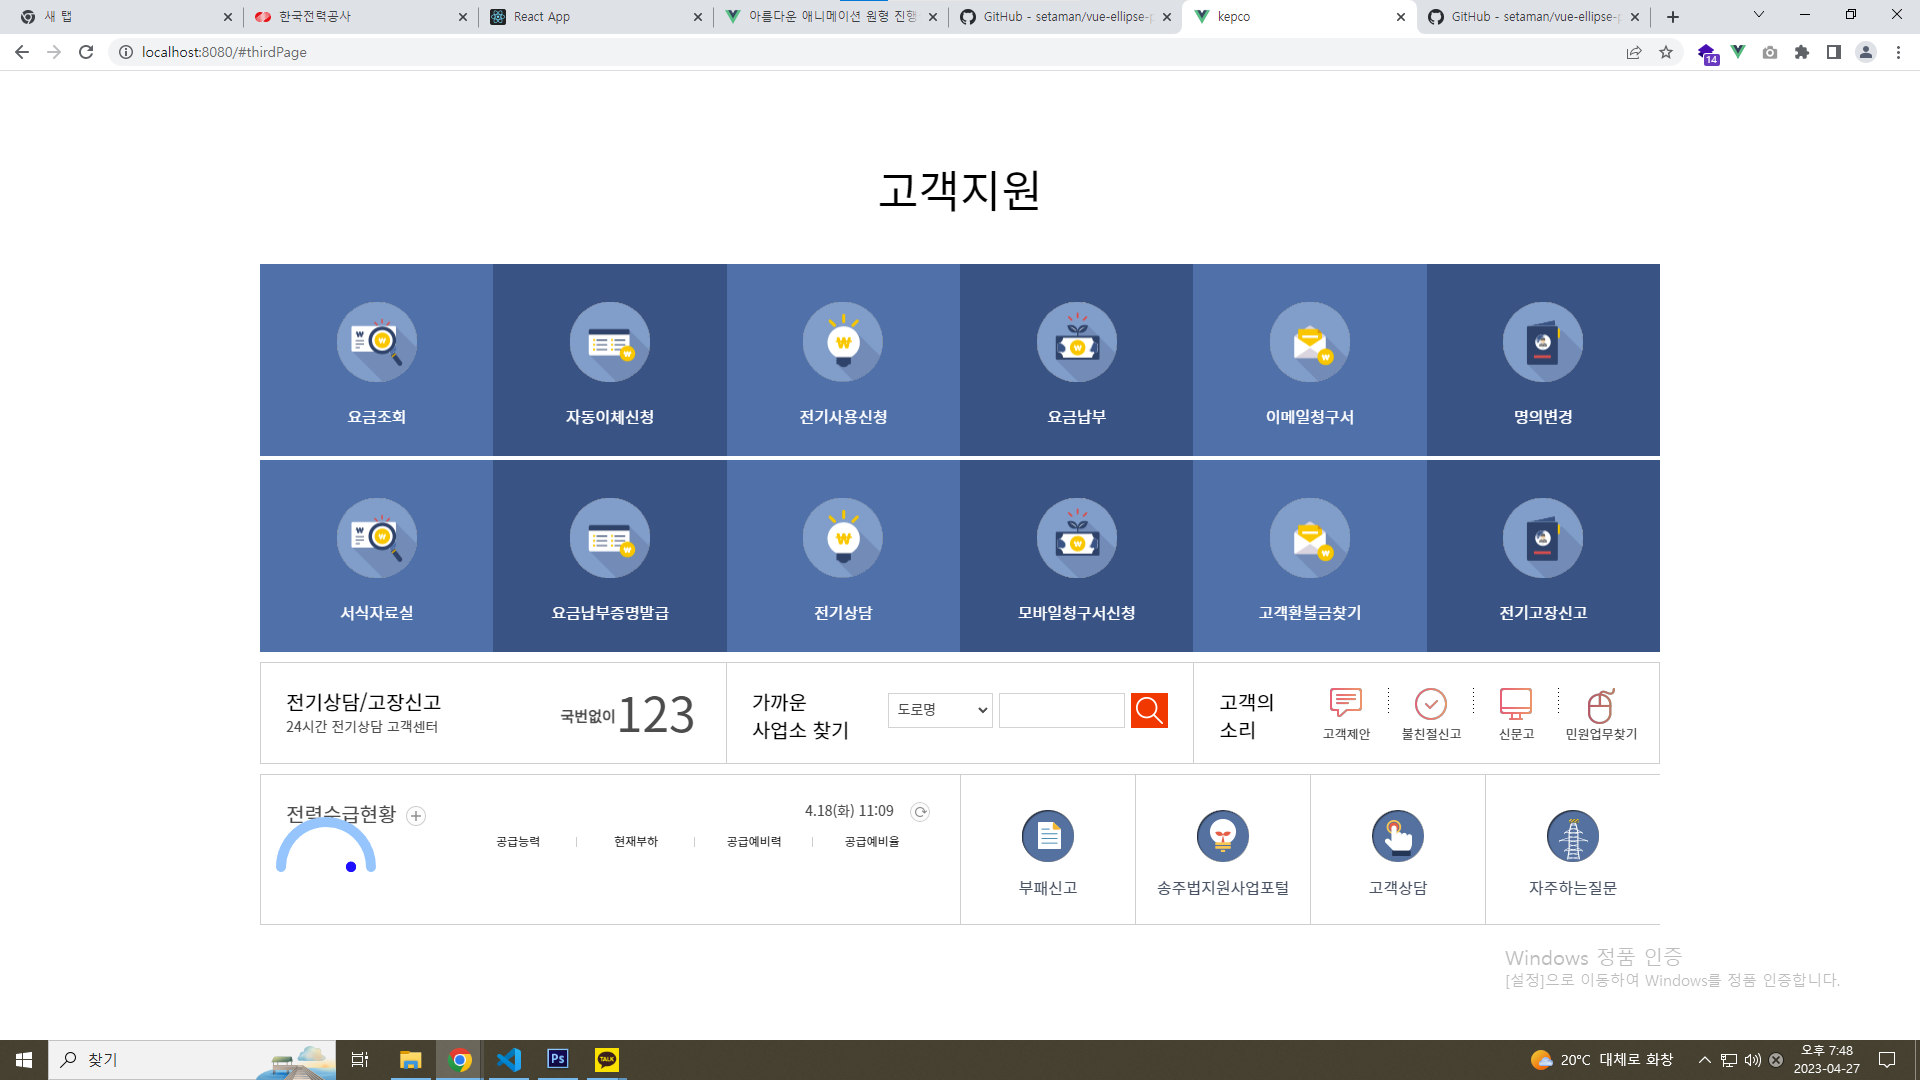 새 탭
한국전력공사
React App
아름다운 애니메이션 원형 진행
GitHub - setaman/vue-ellipse-p
kepco
GitHub - setaman/vue-ellipse-p
localhost:8080/#thirdPage
14
고객지원
요금조회
자동이체신청
전기사용신청
요금납부
이메일청구서
명의변경
서식자료실
요금납부증명발급
전기상담
모바일청구서신청
고객환불금찾기
전기고장신고
전기상담/고장신고
24시간 전기상담 고객센터
국번없이 123
가까운
사업소 찾기
도로명
고객의
소리
고객제안
불친절신고
신문고
민원업무찾기
전력수급현황
4.18(화) 11:09
공급능력
현재부하
공급예비력
공급예비율
부패신고
송주법지원사업포털
고객상담
자주하는질문
Windows 정품 인증
[설정]으로 이동하여 Windows를 정품 인증합니다.
찾기
Ps
TALK
20°C 대체로 화창
오후 7:48
2023-04-27